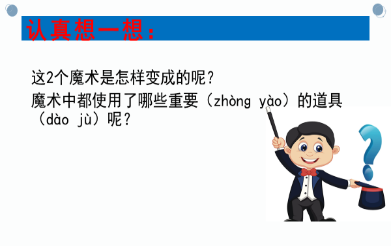 认真想一想：
这2个魔术是怎样变成的呢？
魔术中都使用了哪些重要（zhòng yào）的道具
（dào jù）呢？